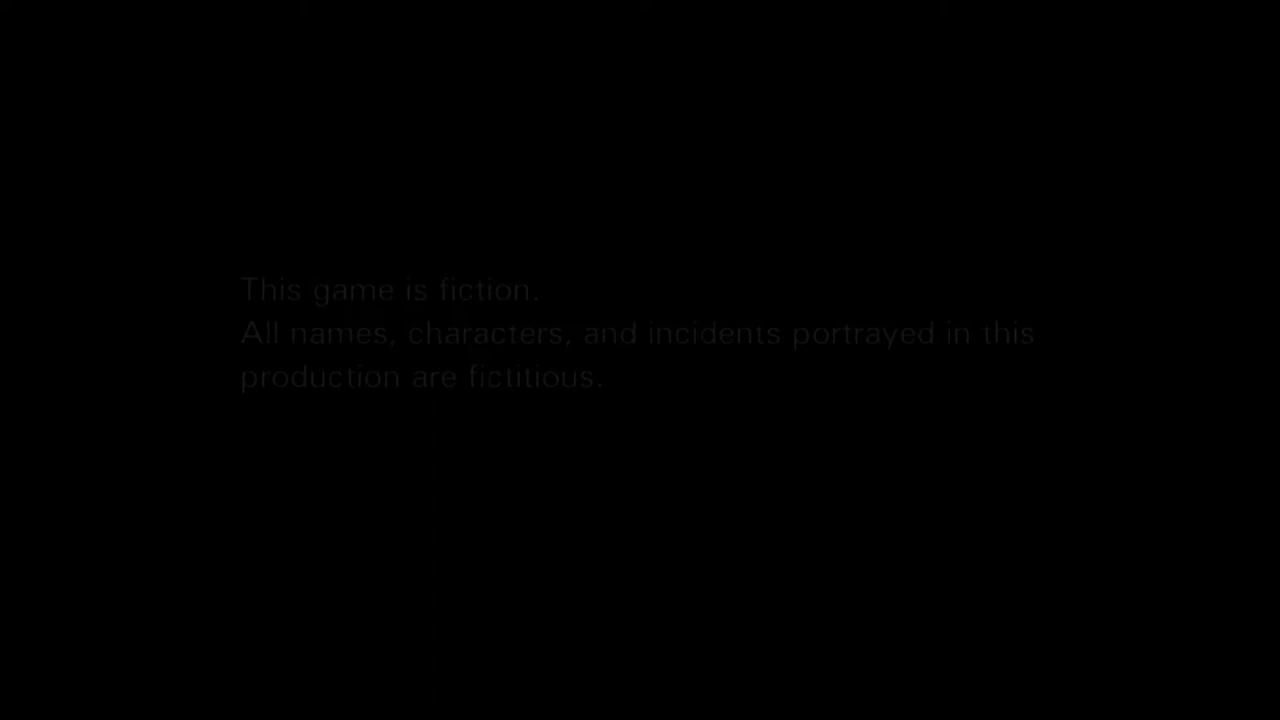 This game is fiction.
All names, characters, and incidents portrayed in this
production are fictitious.